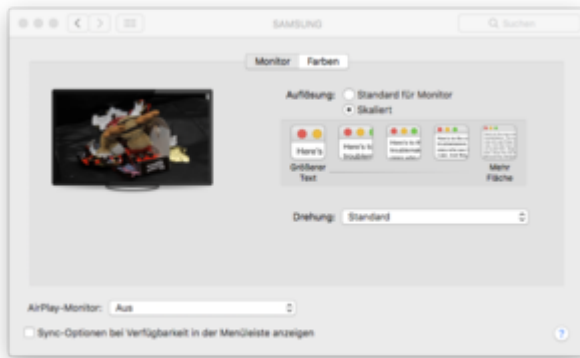 SAMSUNG
Suchen
Monitor Farben
Auflösung: Standard für Monitor
Skaliert
Here's
Größerer Text
Mehr Fläche
Drehung: Standard
AirPlay-Monitor: Aus
Sync-Optionen bei Verfügbarkeit in der Menüleiste anzeigen
?